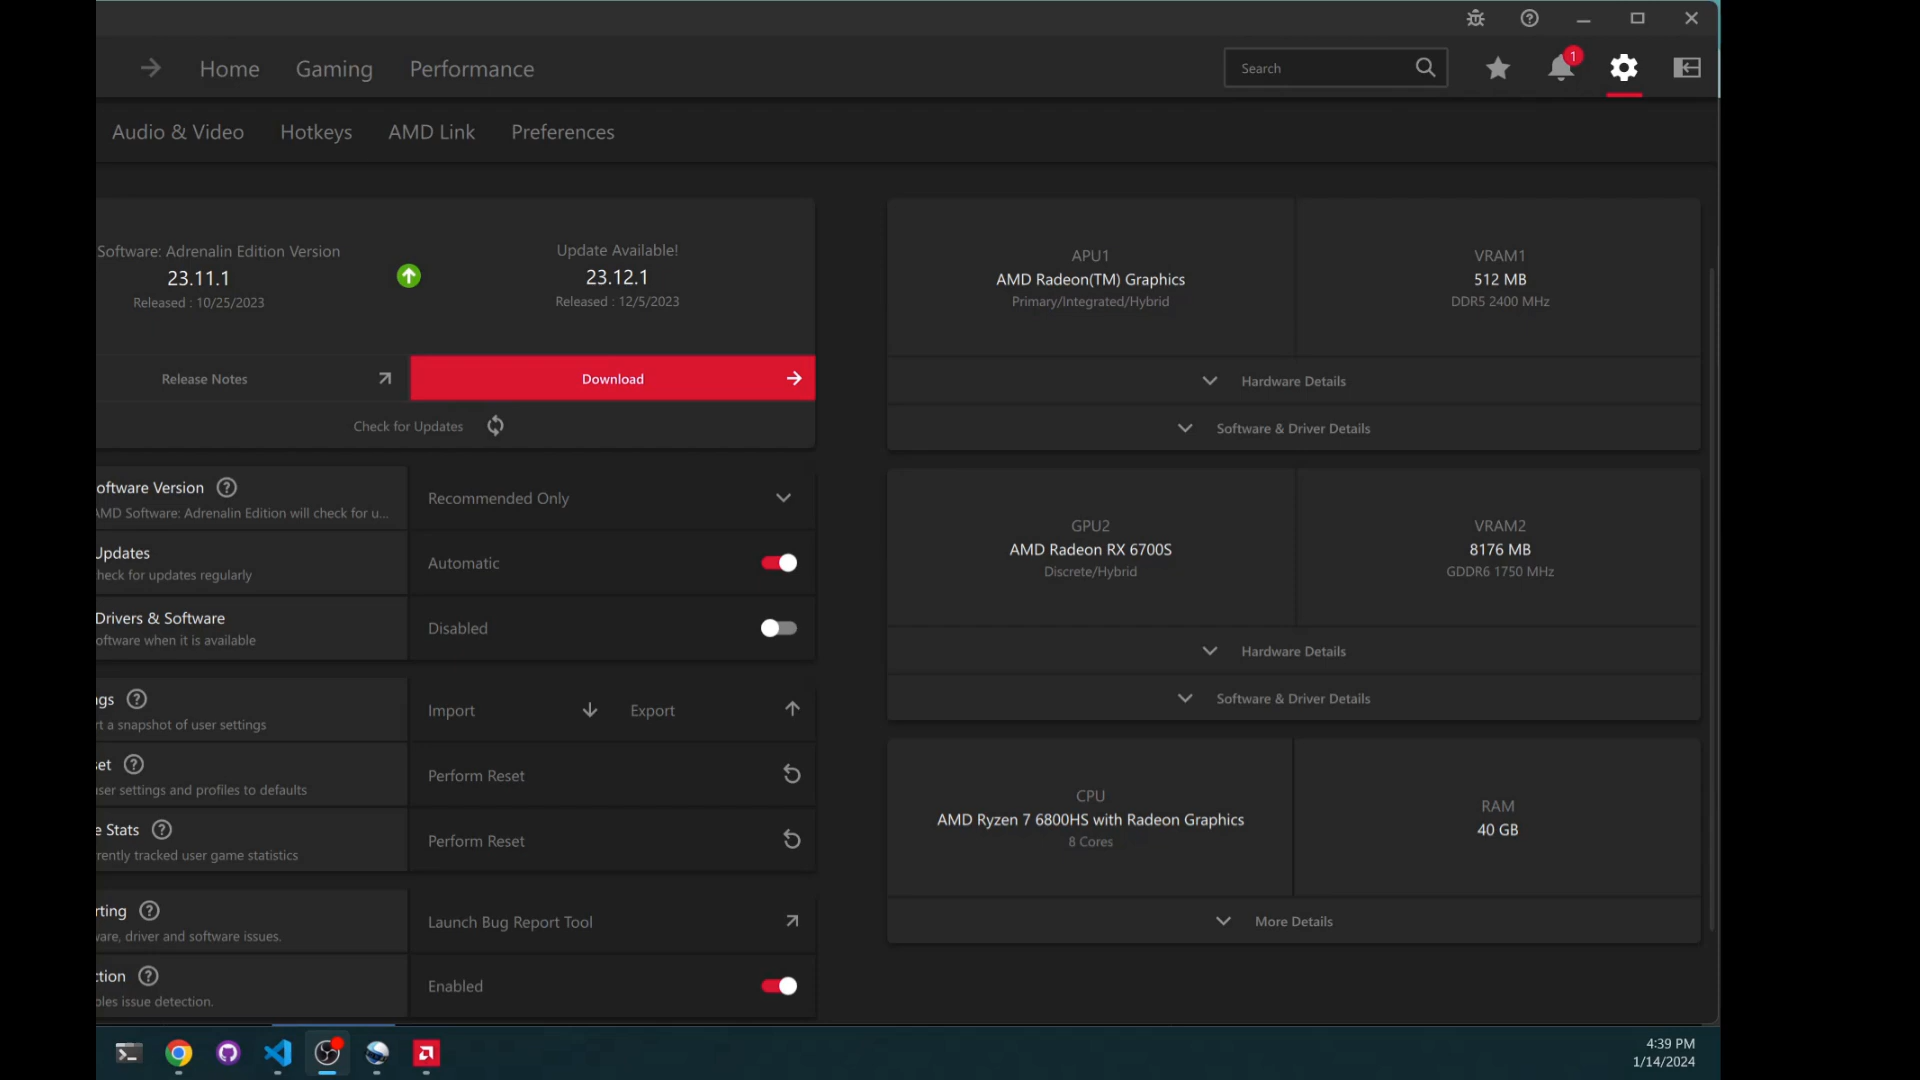 Home
Gaming
Performance
Search
1
Audio & Video
Hotkeys
AMD Link
Preferences
Software: Adrenalin Edition Version
23.11.1
Released : 10/25/2023
Update Available!
23.12.1
Released : 12/5/2023
Release Notes
Download
Check for Updates
oftware Version
AMD Software: Adrenalin Edition will check for u...
Recommended Only
Updates
heck for updates regularly
Automatic
Drivers & Software
oftware when it is available
Disabled
ngs
rt a snapshot of user settings
Import
Export
set
ser settings and profiles to defaults
Perform Reset
e Stats
rently tracked user game statistics
Perform Reset
rting
ware, driver and software issues.
Launch Bug Report Tool
ction
bles issue detection.
Enabled
APU1
AMD Radeon(TM) Graphics
Primary/Integrated/Hybrid
VRAM1
512 MB
DDR5 2400 MHz
Hardware Details
Software & Driver Details
GPU2
AMD Radeon RX 6700S
Discrete/Hybrid
VRAM2
8176 MB
GDDR6 1750 MHz
Hardware Details
Software & Driver Details
CPU
AMD Ryzen 7 6800HS with Radeon Graphics
8 Cores
RAM
40 GB
More Details
4:39 PM
1/14/2024